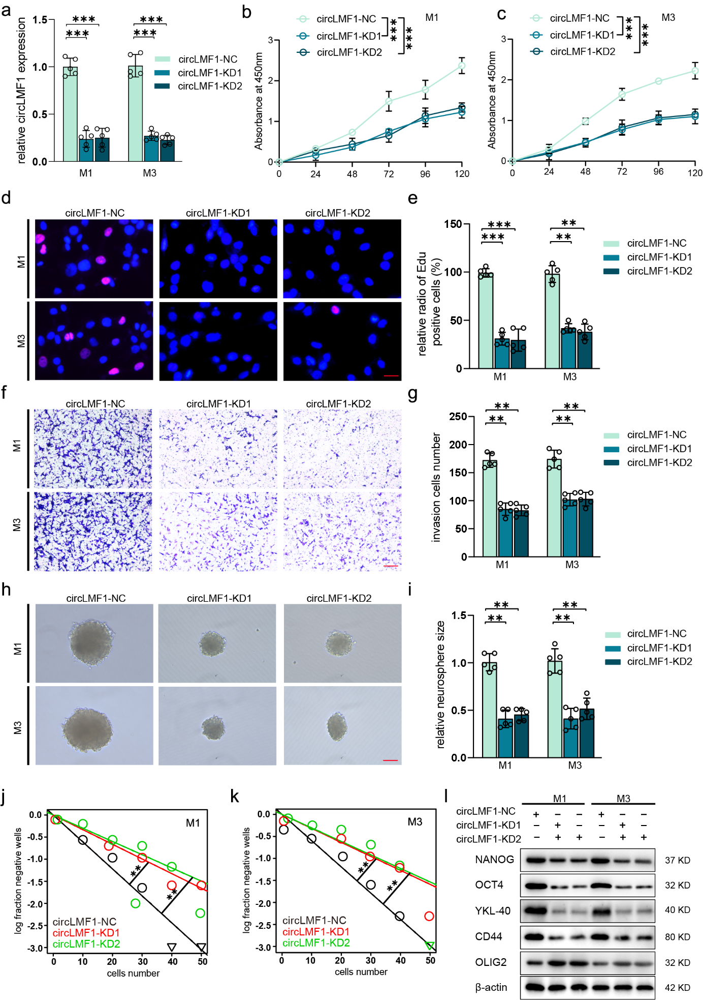 a
relative circLMF1 expression
1.5
1.0
0.5
0.0
***
***
***
***
M1
M3
circLMF1-NC
circLMF1-KD1
circLMF1-KD2
b
circLMF1-NC
circLMF1-KD1
circLMF1-KD2
***
***
M1
Absorbance at 450nm
3
2
1
0
0 24 48 72 96 120
c
circLMF1-NC
circLMF1-KD1
circLMF1-KD2
***
***
M3
Absorbance at 450nm
3
2
1
0
0 24 48 72 96 120
d
circLMF1-NC circLMF1-KD1 circLMF1-KD2
M1
M3
e
relative radio of Edu
positive cells (%)
150
100
50
0
***
***
**
**
M1
M3
circLMF1-NC
circLMF1-KD1
circLMF1-KD2
f
circLMF1-NC circLMF1-KD1 circLMF1-KD2
M1
M3
g
invasion cells number
250
200
150
100
50
0
**
**
**
**
M1
M3
circLMF1-NC
circLMF1-KD1
circLMF1-KD2
h
circLMF1-NC circLMF1-KD1 circLMF1-KD2
M1
M3
i
relative neurosphere size
1.5
1.0
0.5
0.0
**
**
**
**
M1
M3
circLMF1-NC
circLMF1-KD1
circLMF1-KD2
j
log fraction negative wells
0.0
-0.5
-1.0
-1.5
-2.0
-2.5
-3.0
M1
**
**
circLMF1-NC
circLMF1-KD1
circLMF1-KD2
0 10 20 30 40 50
cells number
k
log fraction negative wells
0.0
-0.5
-1.0
-1.5
-2.0
-2.5
-3.0
M3
**
**
circLMF1-NC
circLMF1-KD1
circLMF1-KD2
0 10 20 30 40 50
cells number
l
M1 M3
circLMF1-NC + − − + − −
circLMF1-KD1 − + − − + −
circLMF1-KD2 − + + − + +
NANOG 37 KD
OCT4 32 KD
YKL-40 40 KD
CD44 80 KD
OLIG2 32 KD
β-actin 42 KD